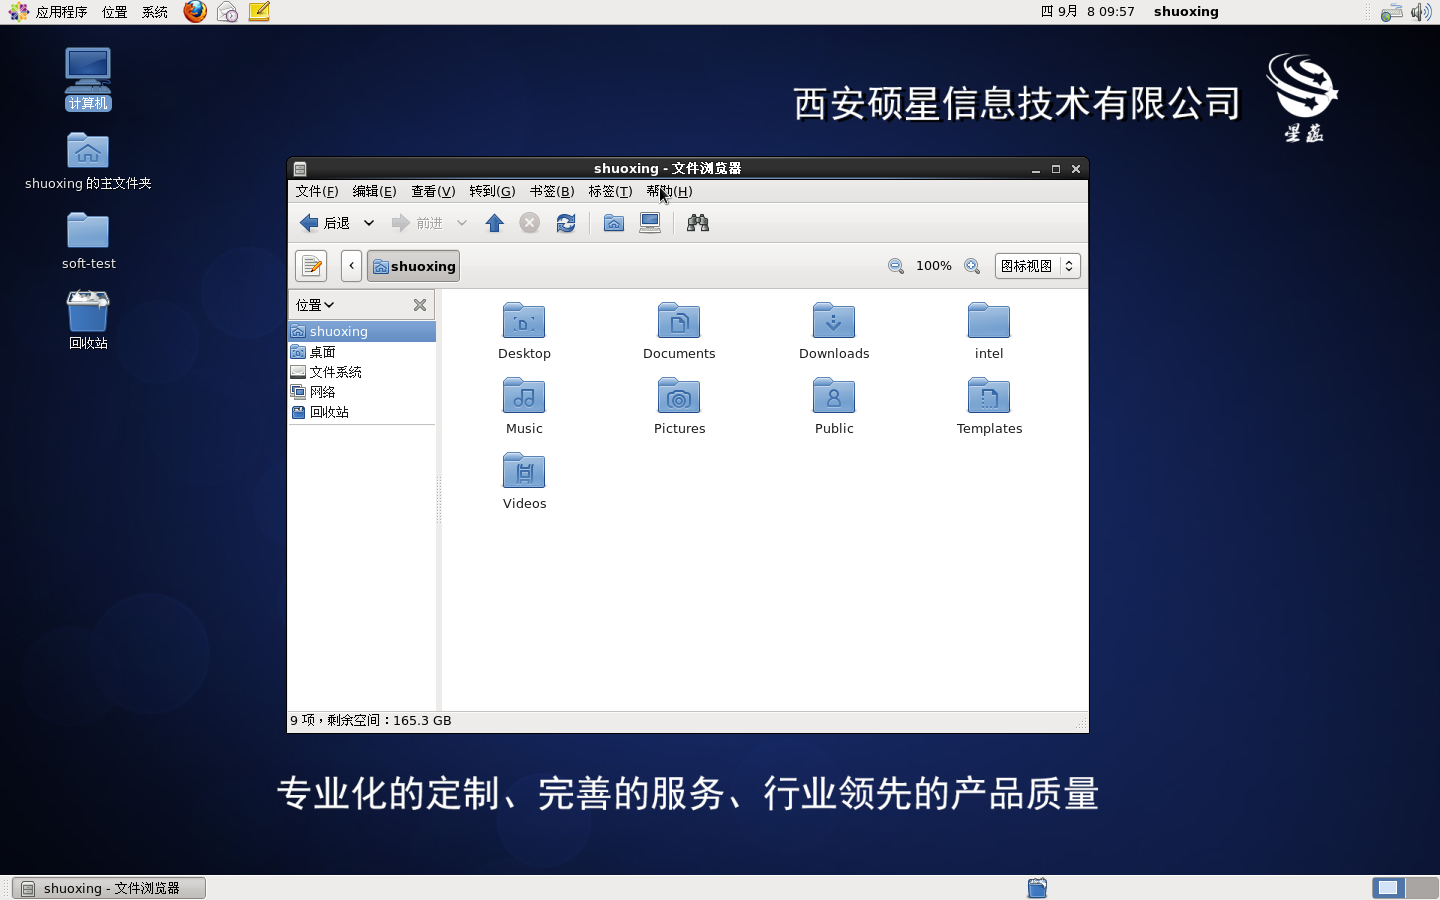 应用程序 位置 系统 四 9月 8 09:57 shuoxing
计算机
shuoxing 的主文件夹
soft-test
回收站
西安硕星信息技术有限公司
shuoxing - 文件浏览器
文件(F) 编辑(E) 查看(V) 转到(G) 书签(B) 标签(T) 帮助(H)
后退 前进
shuoxing 100% 图标视图
位置
shuoxing
桌面
文件系统
网络
回收站
Desktop Documents Downloads intel
Music Pictures Public Templates
Videos
9 项，剩余空间：165.3 GB
专业化的定制、完善的服务、行业领先的产品质量
shuoxing - 文件浏览器